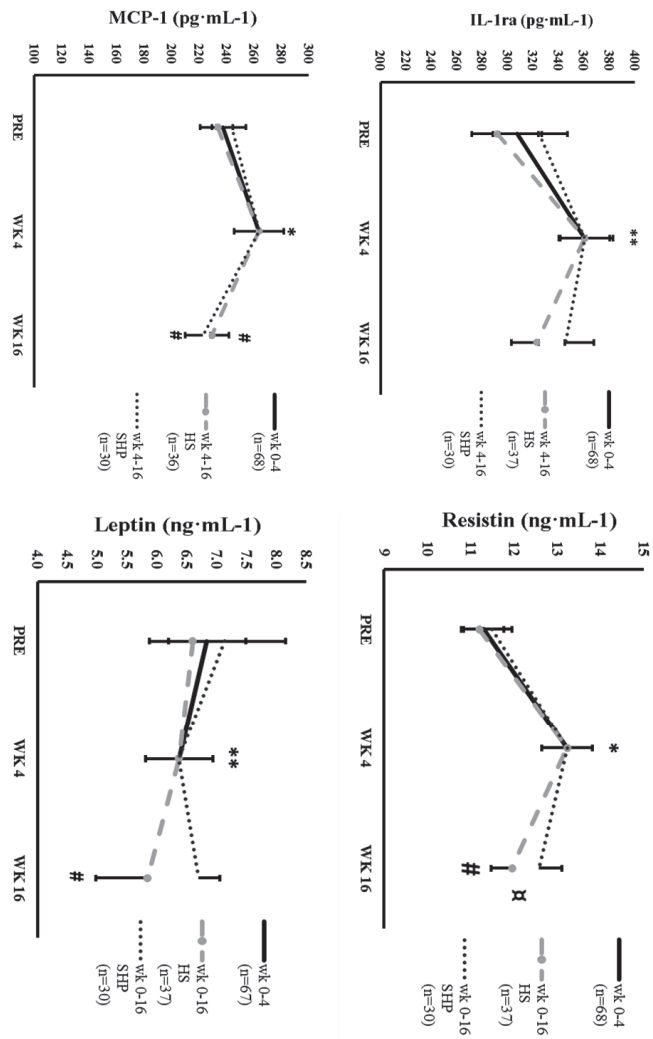 IL-1ra (pg·mL-1)
400
380
360
340
320
300
280
260
240
220
200
PRE
WK 4
WK 16
**
wk 0-4
(n=68)
wk 4-16
HS
(n=37)
wk 4-16
SHP
(n=30)
Resistin (ng·mL-1)
15
14
13
12
11
10
9
PRE
WK 4
WK 16
*
¤
#
wk 0-4
(n=68)
wk 0-16
HS
(n=37)
wk 0-16
SHP
(n=30)
MCP-1 (pg·mL-1)
300
280
260
240
220
200
180
160
140
120
100
PRE
WK 4
WK 16
*
#
#
wk 0-4
(n=68)
wk 4-16
HS
(n=36)
wk 4-16
SHP
(n=30)
Leptin (ng·mL-1)
8.5
8.0
7.5
7.0
6.5
6.0
5.5
5.0
4.5
4.0
PRE
WK 4
WK 16
**
#
wk 0-4
(n=67)
wk 0-16
HS
(n=37)
wk 0-16
SHP
(n=30)